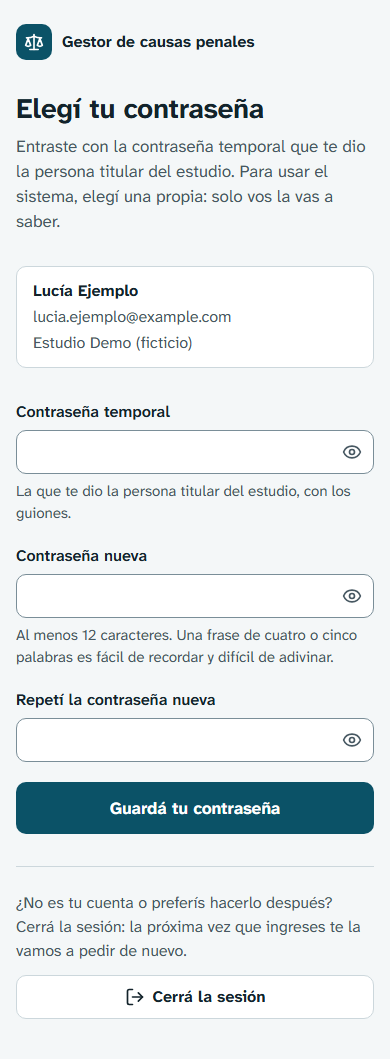 Gestor de causas penales
Elegí tu contraseña
Entraste con la contraseña temporal que te dio
la persona titular del estudio. Para usar el
sistema, elegí una propia: solo vos la vas a
saber.
Lucía Ejemplo
lucia.ejemplo@example.com
Estudio Demo (ficticio)
Contraseña temporal
La que te dio la persona titular del estudio, con los
guiones.
Contraseña nueva
Al menos 12 caracteres. Una frase de cuatro o cinco
palabras es fácil de recordar y difícil de adivinar.
Repetí la contraseña nueva
Guardá tu contraseña
¿No es tu cuenta o preferís hacerlo después?
Cerrá la sesión: la próxima vez que ingreses te la
vamos a pedir de nuevo.
Cerrá la sesión